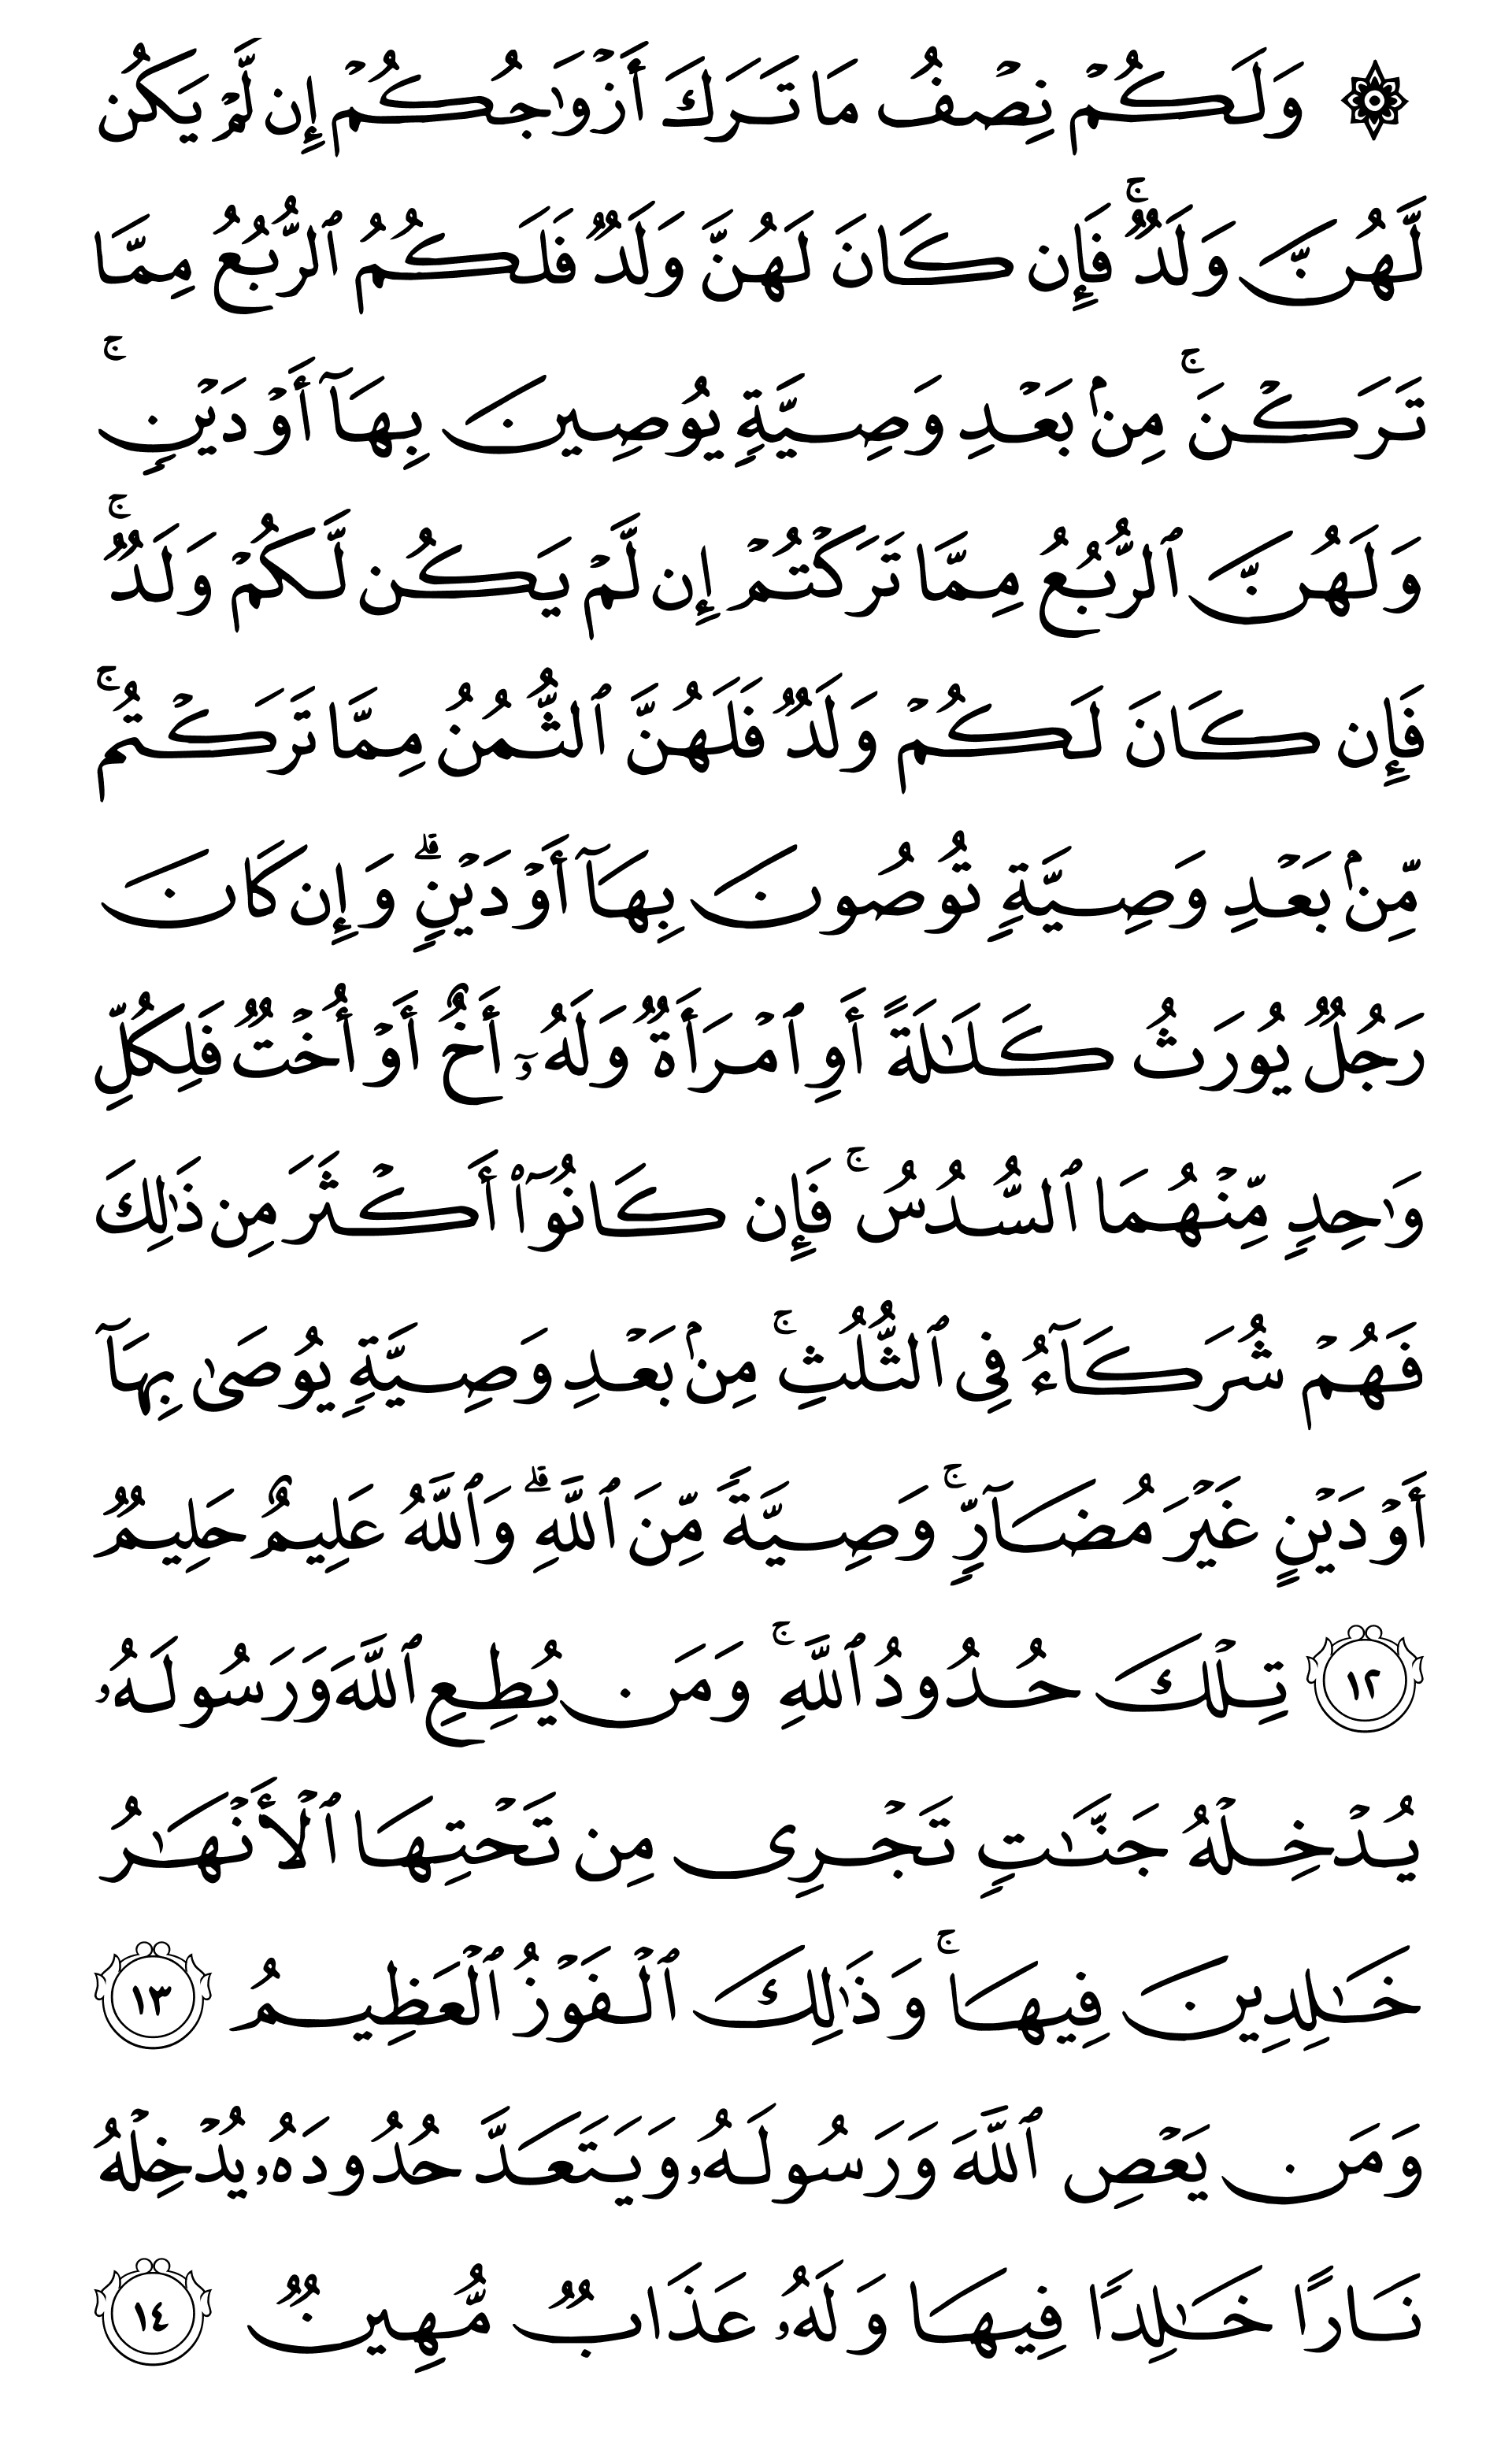 ۞ وَلَكُمْ نِصْفُ مَا تَرَكَ أَزْوَٰجُكُمْ إِن لَّمْ يَكُن
لَّهُنَّ وَلَدٌ ۚ فَإِن كَانَ لَهُنَّ وَلَدٌ فَلَكُمُ ٱلرُّبُعُ مِمَّا
تَرَكْنَ ۚ مِنۢ بَعْدِ وَصِيَّةٍ يُوصِينَ بِهَآ أَوْ دَيْنٍ ۚ
وَلَهُنَّ ٱلرُّبُعُ مِمَّا تَرَكْتُمْ إِن لَّمْ يَكُن لَّكُمْ وَلَدٌ ۚ
فَإِن كَانَ لَكُمْ وَلَدٌ فَلَهُنَّ ٱلثُّمُنُ مِمَّا تَرَكْتُم ۚ
مِّنۢ بَعْدِ وَصِيَّةٍ تُوصُونَ بِهَآ أَوْ دَيْنٍ ۗ وَإِن كَانَ
رَجُلٌ يُورَثُ كَلَـٰلَةً أَوِ ٱمْرَأَةٌ وَلَهُۥٓ أَخٌ أَوْ أُخْتٌ فَلِكُلِّ
وَٰحِدٍ مِّنْهُمَا ٱلسُّدُسُ ۚ فَإِن كَانُوٓا۟ أَكْثَرَ مِن ذَٰلِكَ
فَهُمْ شُرَكَآءُ فِى ٱلثُّلُثِ ۚ مِنۢ بَعْدِ وَصِيَّةٍ يُوصَىٰ بِهَآ
أَوْ دَيْنٍ غَيْرَ مُضَآرٍّ ۚ وَصِيَّةً مِّنَ ٱللَّهِ ۗ وَٱللَّهُ عَلِيمٌ حَلِيمٌ
١٢ تِلْكَ حُدُودُ ٱللَّهِ ۚ وَمَن يُطِعِ ٱللَّهَ وَرَسُولَهُۥ
يُدْخِلْهُ جَنَّـٰتٍ تَجْرِى مِن تَحْتِهَا ٱلْأَنْهَـٰرُ
خَـٰلِدِينَ فِيهَا ۚ وَذَٰلِكَ ٱلْفَوْزُ ٱلْعَظِيمُ ١٣
وَمَن يَعْصِ ٱللَّهَ وَرَسُولَهُۥ وَيَتَعَدَّ حُدُودَهُۥ يُدْخِلْهُ
نَارًا خَـٰلِدًا فِيهَا وَلَهُۥ عَذَابٌ مُّهِينٌ ١٤